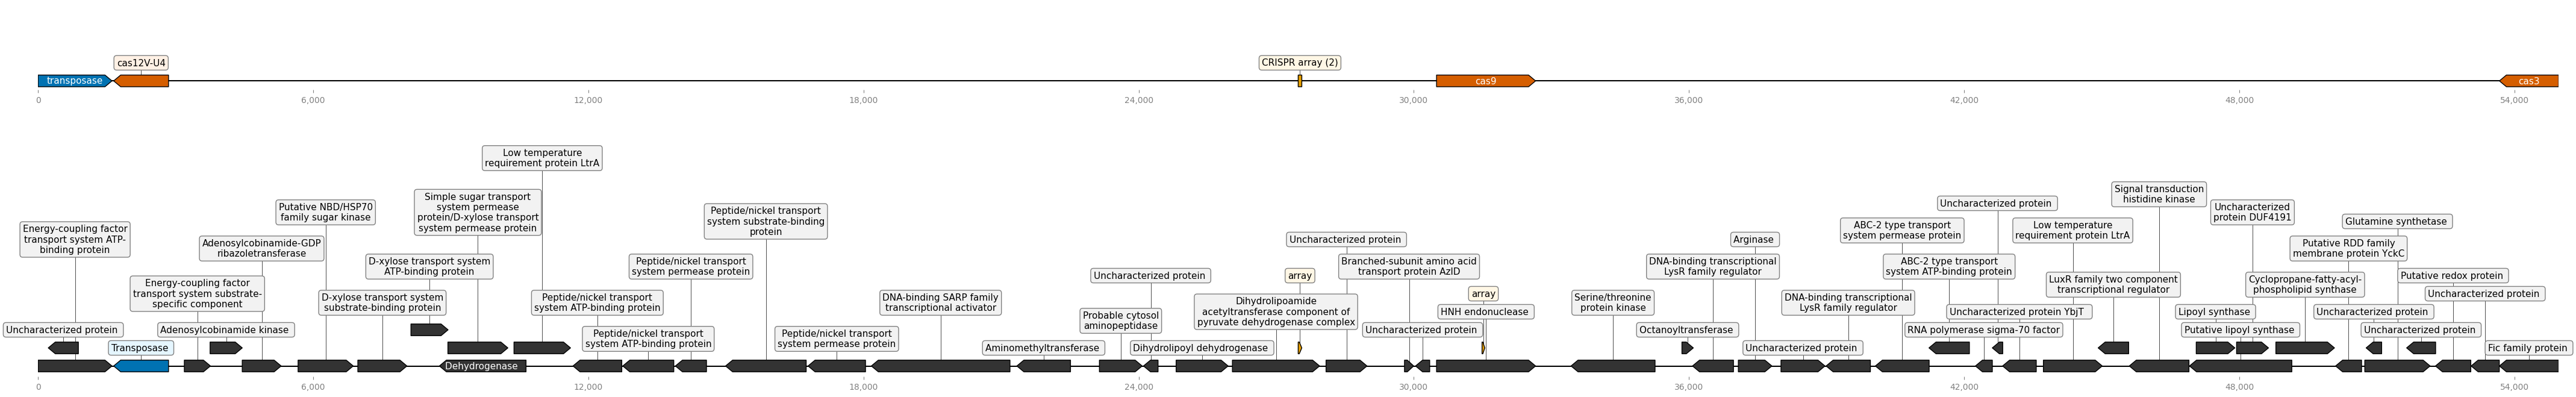 cas12V-U4
CRISPR array (2)
transposase
cas9
cas3
0
6,000
12,000
18,000
24,000
30,000
36,000
42,000
48,000
54,000
Low temperature
requirement protein LtrA
Signal transduction
histidine kinase
Simple sugar transport
system permease
protein/D-xylose transport
system permease protein
Putative NBD/HSP70
family sugar kinase
Peptide/nickel transport
system substrate-binding
protein
Uncharacterized protein
Uncharacterized
protein DUF4191
Energy-coupling factor
transport system ATP-
binding protein
Adenosylcobinamide-GDP
ribazoletransferase
Uncharacterized protein
Arginase
ABC-2 type transport
system permease protein
Low temperature
requirement protein LtrA
Glutamine synthetase
Putative RDD family
membrane protein YckC
D-xylose transport system
ATP-binding protein
Peptide/nickel transport
system permease protein
Uncharacterized protein
array
Branched-subunit amino acid
transport protein AzlD
DNA-binding transcriptional
LysR family regulator
ABC-2 type transport
system ATP-binding protein
LuxR family two component
transcriptional regulator
Cyclopropane-fatty-acyl-
phospholipid synthase
Putative redox protein
Energy-coupling factor
transport system substrate-
specific component
D-xylose transport system
substrate-binding protein
Peptide/nickel transport
system ATP-binding protein
DNA-binding SARP family
transcriptional activator
Probable cytosol
aminopeptidase
Dihydrolipoamide
acetyltransferase component of
pyruvate dehydrogenase complex
array
HNH endonuclease
Serine/threonine
protein kinase
DNA-binding transcriptional
LysR family regulator
Uncharacterized protein YbjT
Lipoyl synthase
Uncharacterized protein
Uncharacterized protein
Uncharacterized protein
Adenosylcobinamide kinase
Peptide/nickel transport
system ATP-binding protein
Peptide/nickel transport
system permease protein
Uncharacterized protein
Octanoyltransferase
RNA polymerase sigma-70 factor
Putative lipoyl synthase
Uncharacterized protein
Transposase
Aminomethyltransferase
Dihydrolipoyl dehydrogenase
Uncharacterized protein
Fic family protein
Dehydrogenase
0
6,000
12,000
18,000
24,000
30,000
36,000
42,000
48,000
54,000